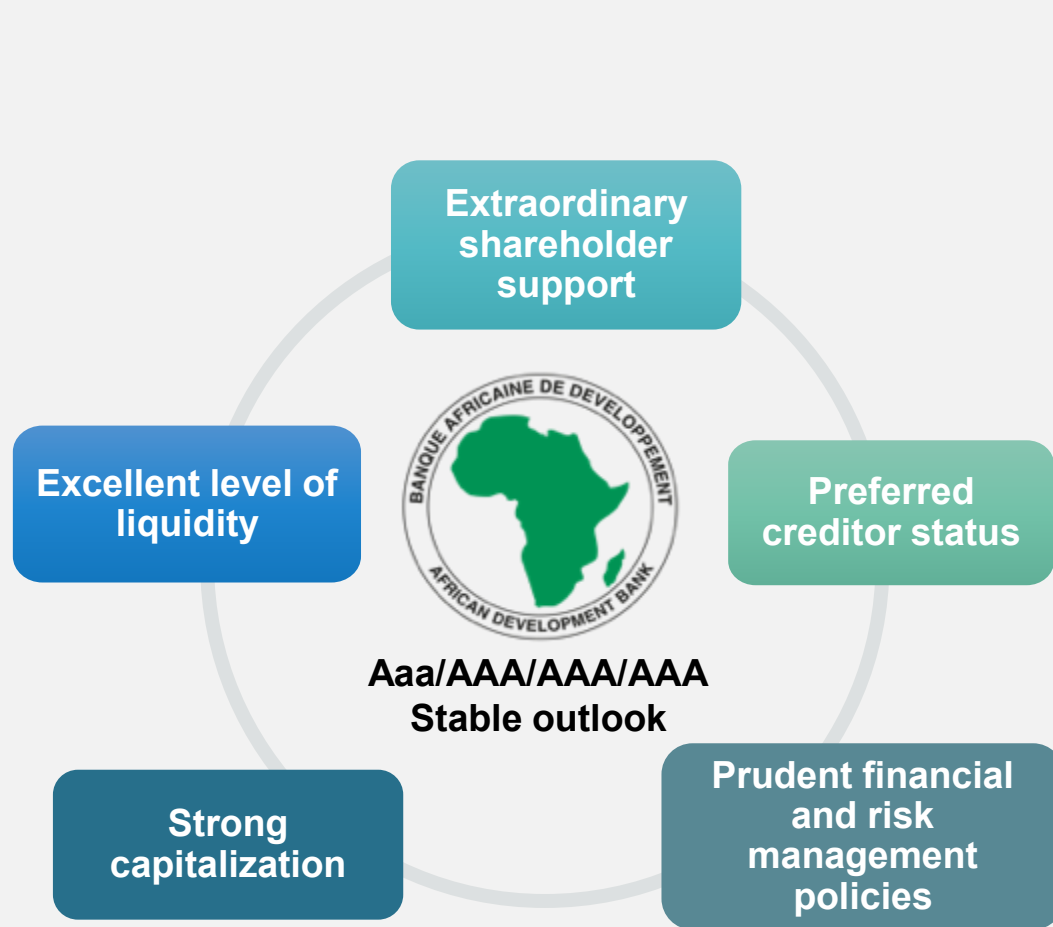 Extraordinary
shareholder
support
Excellent level of
liquidity
BANQUE AFRICAINE DE DEVELOPPEMENT
AFRICAN DEVELOPMENT BANK
Preferred
creditor status
Aaa/AAA/AAA/AAA
Stable outlook
Strong
capitalization
Prudent financial
and risk
management
policies